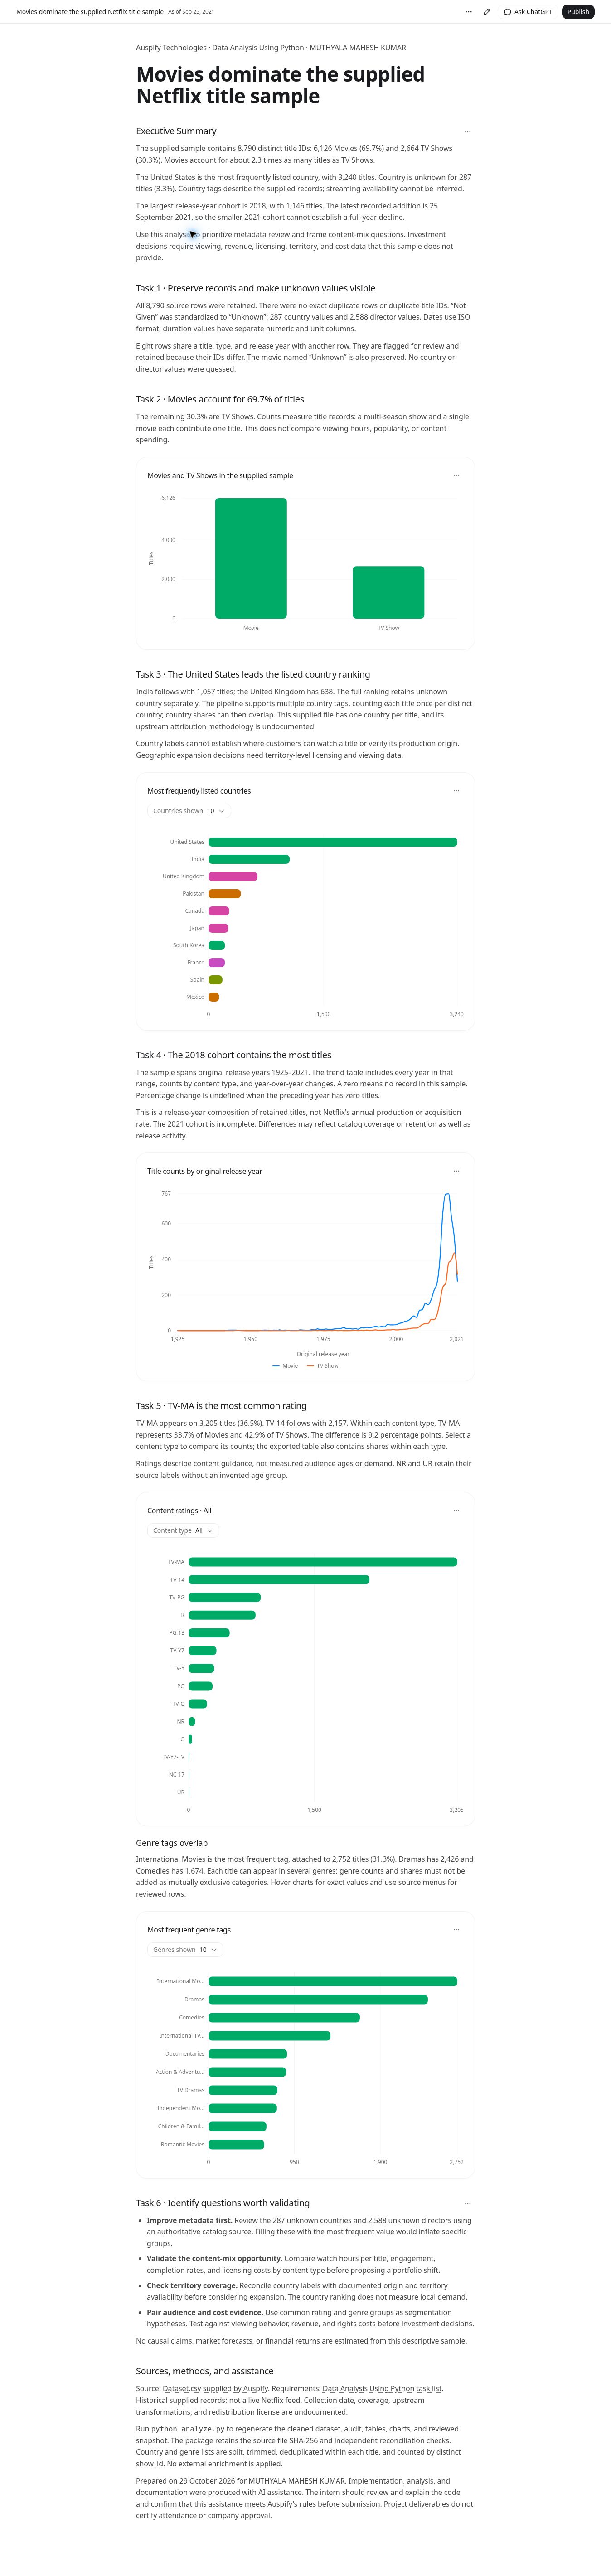 Movies dominate the supplied Netflix title sample As of Sep 25, 2021
Ask ChatGPT
Publish
Auspify Technologies · Data Analysis Using Python · MUTHYALA MAHESH KUMAR
Movies dominate the supplied
Netflix title sample
Executive Summary
The supplied sample contains 8,790 distinct title IDs: 6,126 Movies (69.7%) and 2,664 TV Shows
(30.3%). Movies account for about 2.3 times as many titles as TV Shows.
The United States is the most frequently listed country, with 3,240 titles. Country is unknown for 287
titles (3.3%). Country tags describe the supplied records; streaming availability cannot be inferred.
The largest release-year cohort is 2018, with 1,146 titles. The latest recorded addition is 25
September 2021, so the smaller 2021 cohort cannot establish a full-year decline.
Use this analysis to prioritize metadata review and frame content-mix questions. Investment
decisions require viewing, revenue, licensing, territory, and cost data that this sample does not
provide.
Task 1 · Preserve records and make unknown values visible
All 8,790 source rows were retained. There were no exact duplicate rows or duplicate title IDs. “Not
Given” was standardized to “Unknown”: 287 country values and 2,588 director values. Dates use ISO
format; duration values have separate numeric and unit columns.
Eight rows share a title, type, and release year with another row. They are flagged for review and
retained because their IDs differ. The movie named “Unknown” is also preserved. No country or
director values were guessed.
Task 2 · Movies account for 69.7% of titles
The remaining 30.3% are TV Shows. Counts measure title records: a multi-season show and a single
movie each contribute one title. This does not compare viewing hours, popularity, or content
spending.
Movies and TV Shows in the supplied sample
6,126
4,000
2,000
0
Titles
Movie
TV Show
Task 3 · The United States leads the listed country ranking
India follows with 1,057 titles; the United Kingdom has 638. The full ranking retains unknown
country separately. The pipeline supports multiple country tags, counting each title once per distinct
country; country shares can then overlap. This supplied file has one country per title, and its
upstream attribution methodology is undocumented.
Country labels cannot establish where customers can watch a title or verify its production origin.
Geographic expansion decisions need territory-level licensing and viewing data.
Most frequently listed countries
Countries shown 10
United States
India
United Kingdom
Pakistan
Canada
Japan
South Korea
France
Spain
Mexico
0
1,500
3,240
Task 4 · The 2018 cohort contains the most titles
The sample spans original release years 1925–2021. The trend table includes every year in that
range, counts by content type, and year-over-year changes. A zero means no record in this sample.
Percentage change is undefined when the preceding year has zero titles.
This is a release-year composition of retained titles, not Netflix's annual production or acquisition
rate. The 2021 cohort is incomplete. Differences may reflect catalog coverage or retention as well as
release activity.
Title counts by original release year
767
600
400
200
0
Titles
1,925
1,950
1,975
2,000
2,021
Original release year
Movie
TV Show
Task 5 · TV-MA is the most common rating
TV-MA appears on 3,205 titles (36.5%). TV-14 follows with 2,157. Within each content type, TV-MA
represents 33.7% of Movies and 42.9% of TV Shows. The difference is 9.2 percentage points. Select a
content type to compare its counts; the exported table also contains shares within each type.
Ratings describe content guidance, not measured audience ages or demand. NR and UR retain their
source labels without an invented age group.
Content ratings · All
Content type All
TV-MA
TV-14
TV-PG
R
PG-13
TV-Y7
TV-Y
PG
TV-G
NR
G
TV-Y7-FV
NC-17
UR
0
1,500
3,205
Genre tags overlap
International Movies is the most frequent tag, attached to 2,752 titles (31.3%). Dramas has 2,426 and
Comedies has 1,674. Each title can appear in several genres; genre counts and shares must not be
added as mutually exclusive categories. Hover charts for exact values and use source menus for
reviewed rows.
Most frequent genre tags
Genres shown 10
International Mo...
Dramas
Comedies
International TV...
Documentaries
Action & Adventu...
TV Dramas
Independent Mo...
Children & Famil...
Romantic Movies
0
950
1,900
2,752
Task 6 · Identify questions worth validating
• Improve metadata first. Review the 287 unknown countries and 2,588 unknown directors using
an authoritative catalog source. Filling these with the most frequent value would inflate specific
groups.
• Validate the content-mix opportunity. Compare watch hours per title, engagement,
completion rates, and licensing costs by content type before proposing a portfolio shift.
• Check territory coverage. Reconcile country labels with documented origin and territory
availability before considering expansion. The country ranking does not measure local demand.
• Pair audience and cost evidence. Use common rating and genre groups as segmentation
hypotheses. Test against viewing behavior, revenue, and rights costs before investment decisions.
No causal claims, market forecasts, or financial returns are estimated from this descriptive sample.
Sources, methods, and assistance
Source: Dataset.csv supplied by Auspify. Requirements: Data Analysis Using Python task list.
Historical supplied records; not a live Netflix feed. Collection date, coverage, upstream
transformations, and redistribution license are undocumented.
Run python analyze.py to regenerate the cleaned dataset, audit, tables, charts, and reviewed
snapshot. The package retains the source file SHA-256 and independent reconciliation checks.
Country and genre lists are split, trimmed, deduplicated within each title, and counted by distinct
show_id. No external enrichment is applied.
Prepared on 29 October 2026 for MUTHYALA MAHESH KUMAR. Implementation, analysis, and
documentation were produced with AI assistance. The intern should review and explain the code
and confirm that this assistance meets Auspify's rules before submission. Project deliverables do not
certify attendance or company approval.